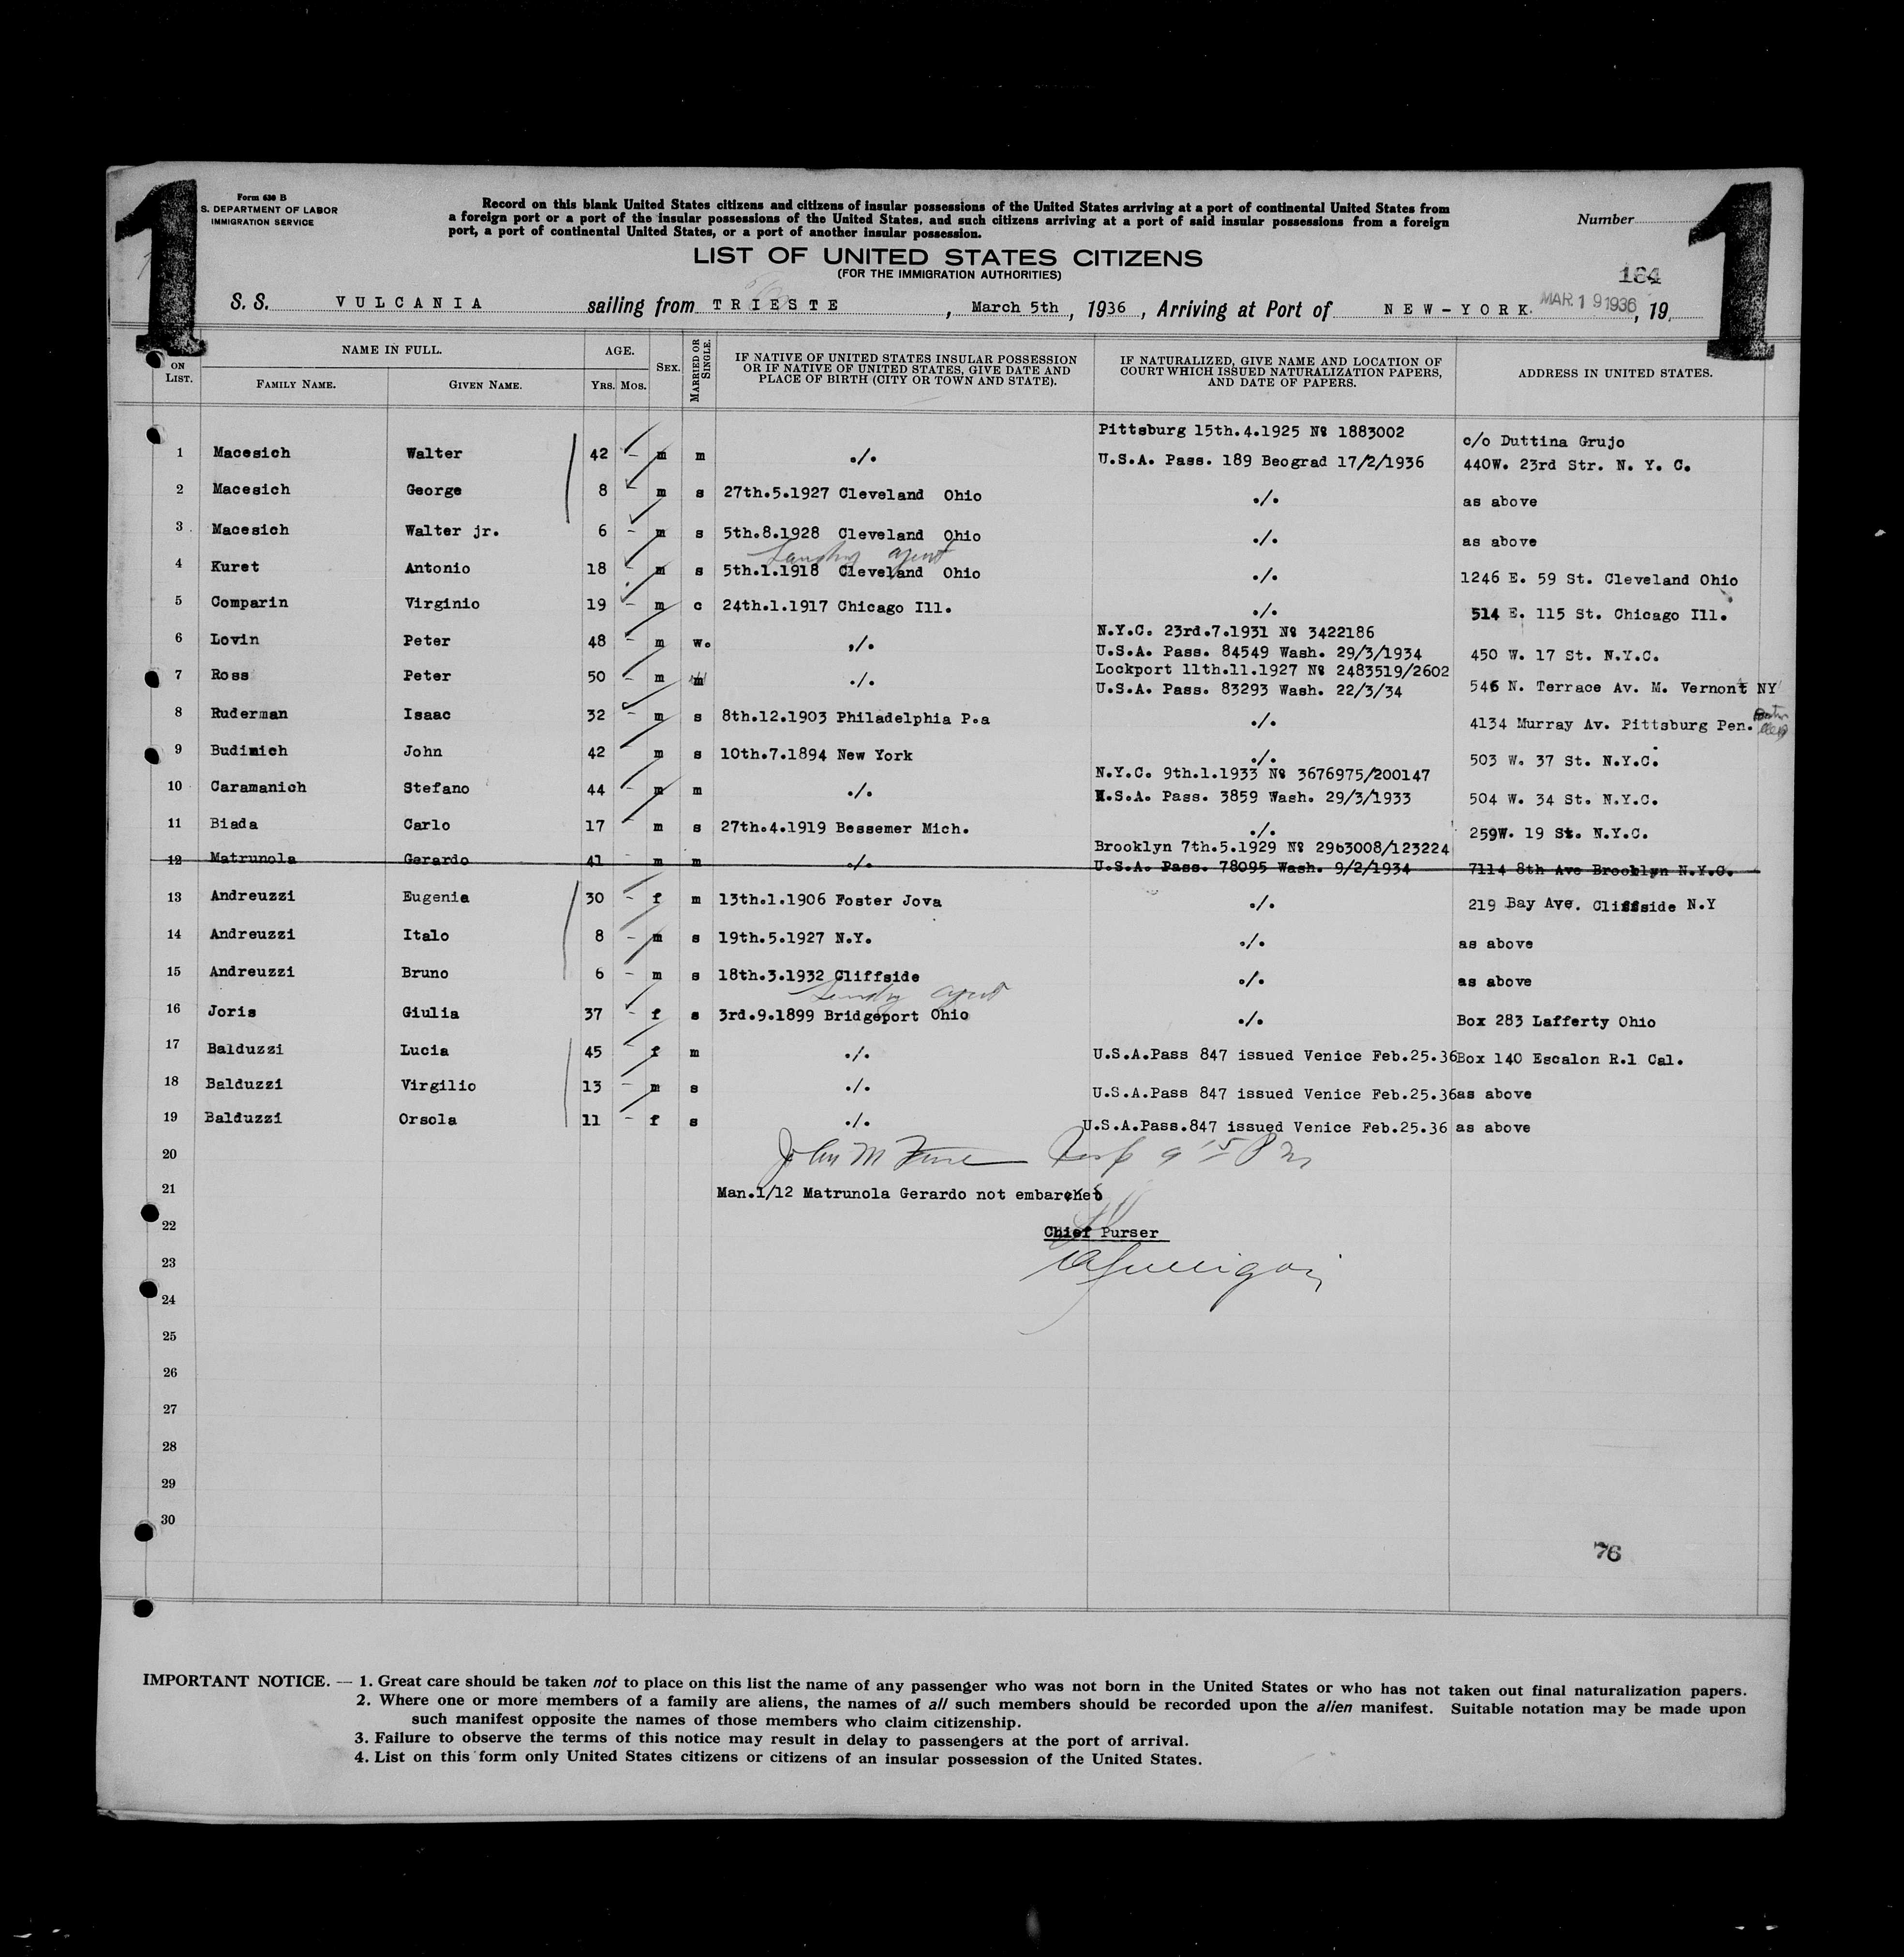 1
Form 630 B
S. DEPARTMENT OF LABOR
IMMIGRATION SERVICE
Record on this blank United States citizens and citizens of insular possessions of the United States arriving at a port of continental United States from
a foreign port or a port of the insular possessions of the United States, and such citizens arriving at a port of said insular possessions from a foreign
port, a port of continental United States, or a port of another insular possession.
Number
1
LIST OF UNITED STATES CITIZENS
(FOR THE IMMIGRATION AUTHORITIES)
184
S. S. VULCANIA sailing from TRIESTE, March 5th, 1936, Arriving at Port of NEW-YORK. MAR. 19 1936, 19
ON LIST. NAME IN FULL. FAMILY NAME. GIVEN NAME. AGE. YRS. MOS. SEX. MARRIED OR SINGLE. IF NATIVE OF UNITED STATES INSULAR POSSESSION OR IF NATIVE OF UNITED STATES, GIVE DATE AND PLACE OF BIRTH (CITY OR TOWN AND STATE). IF NATURALIZED, GIVE NAME AND LOCATION OF COURT WHICH ISSUED NATURALIZATION PAPERS, AND DATE OF PAPERS. ADDRESS IN UNITED STATES.
Pittsburg 15th.4.1925 № 1883002 c/o Duttina Grujo
1 Macesich Walter 42 - m m ./. U.S.A. Pass. 189 Beograd 17/2/1936 440W. 23rd Str. N. Y. C.
2 Macesich George 8 m s 27th.5.1927 Cleveland Ohio ./. as above
3 Macesich Walter jr. 6 - m s 5th.8.1928 Cleveland Ohio ./. as above
4 Kuret Antonio 18 - m s 5th.1.1918 Cleveland Ohio ./. 1246 E. 59 St. Cleveland Ohio
5 Comparin Virginio 19 - m c 24th.1.1917 Chicago Ill. ./. 514 E. 115 St. Chicago Ill.
N.Y.C. 23rd.7.1931 № 3422186
6 Lovin Peter 48 - m w. ./. U.S.A. Pass. 84549 Wash. 29/3/1934 450 W. 17 St. N.Y.C.
Lockport 11th.11.1927 № 2483519/2602
7 Ross Peter 50 - m m ./. U.S.A. Pass. 83293 Wash. 22/3/34 546 N. Terrace Av. M. Vernont NY
8 Ruderman Isaac 32 - m s 8th.12.1903 Philadelphia P.a ./. 4134 Murray Av. Pittsburg Pen.
9 Budimich John 42 m s 10th.7.1894 New York ./. 503 W. 37 St. N.Y.C.
N.Y.C. 9th.1.1933 № 3676975/200147
10 Caramanich Stefano 44 - m m ./. U.S.A. Pass. 3859 Wash. 29/3/1933 504 W. 34 St. N.Y.C.
11 Biada Carlo 17 m s 27th.4.1919 Bessemer Mich. ./. 259W. 19 St. N.Y.C.
Brooklyn 7th.5.1929 № 2963008/123224
12 Matrunola Gerardo 41 - m m ./. U.S.A. Pass. 78095 Wash. 9/2/1934 7114 8th Ave Brooklyn N.Y.C.
13 Andreuzzi Eugenia 30 - f m 13th.1.1906 Foster Jova ./. 219 Bay Ave. Cliffside N.Y
14 Andreuzzi Italo 8 - m s 19th.5.1927 N.Y. ./. as above
15 Andreuzzi Bruno 6 - m s 18th.3.1932 Cliffside ./. as above
16 Joris Giulia 37 - f s 3rd.9.1899 Bridgeport Ohio ./. Box 283 Lafferty Ohio
17 Balduzzi Lucia 45 - f m ./. U.S.A.Pass 847 issued Venice Feb.25.36 Box 140 Escalon R.1 Cal.
18 Balduzzi Virgilio 13 - m s ./. U.S.A.Pass 847 issued Venice Feb.25.36 as above
19 Balduzzi Orsola 11 - f s ./. U.S.A.Pass.847 issued Venice Feb.25.36 as above
20 John M
21 Man.1/12 Matrunola Gerardo not embarched
22 Chief Purser
23
24
25
26
27
28
29
30
76
IMPORTANT NOTICE. — 1. Great care should be taken not to place on this list the name of any passenger who was not born in the United States or who has not taken out final naturalization papers.
2. Where one or more members of a family are aliens, the names of all such members should be recorded upon the alien manifest. Suitable notation may be made upon
such manifest opposite the names of those members who claim citizenship.
3. Failure to observe the terms of this notice may result in delay to passengers at the port of arrival.
4. List on this form only United States citizens or citizens of an insular possession of the United States.